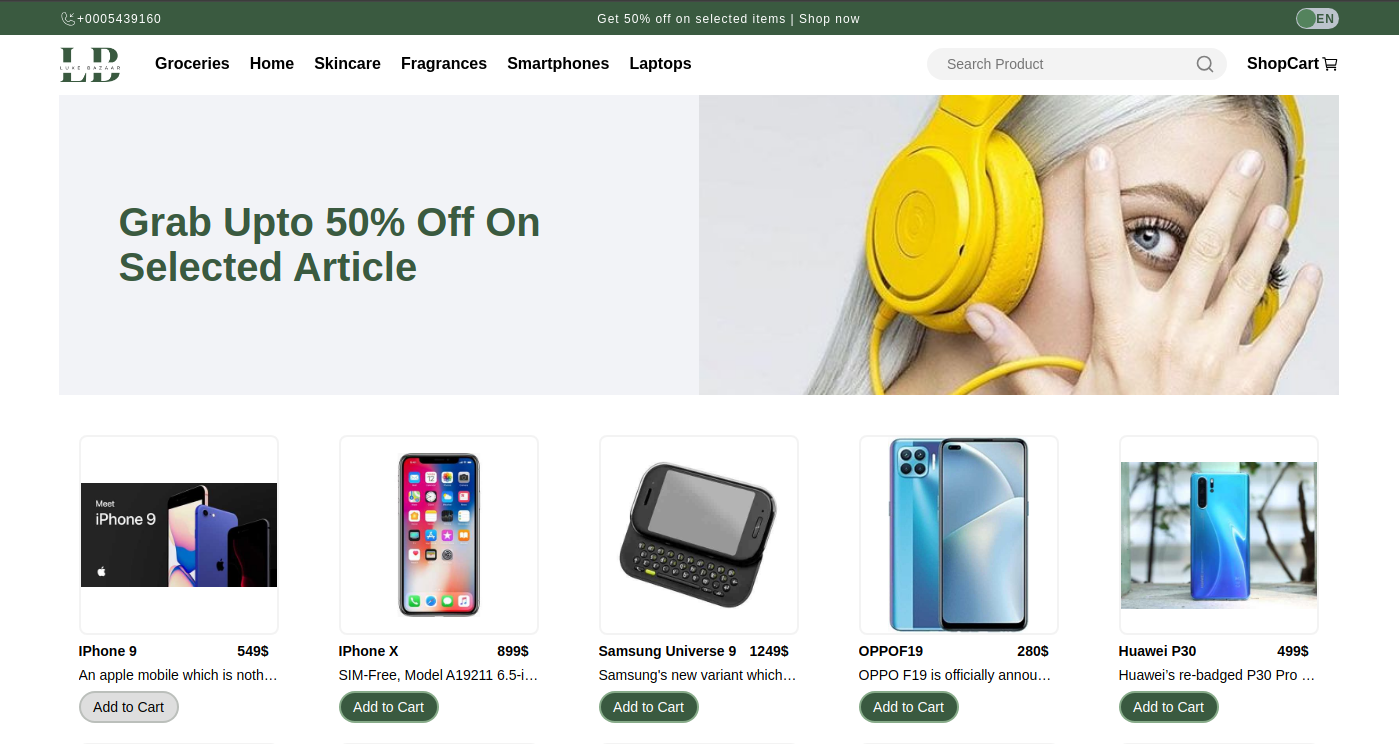 +0005439160
Get 50% off on selected items | Shop now
EN
LB
LUXE BAZAAR
Groceries
Home
Skincare
Fragrances
Smartphones
Laptops
Search Product
ShopCart
Grab Upto 50% Off On
Selected Article
Meet
iPhone 9
IPhone 9 549$
An apple mobile which is noth…
Add to Cart
IPhone X 899$
SIM-Free, Model A19211 6.5-i…
Add to Cart
Samsung Universe 9 1249$
Samsung's new variant which…
Add to Cart
OPPOF19 280$
OPPO F19 is officially annou…
Add to Cart
Huawei P30 499$
Huawei’s re-badged P30 Pro …
Add to Cart